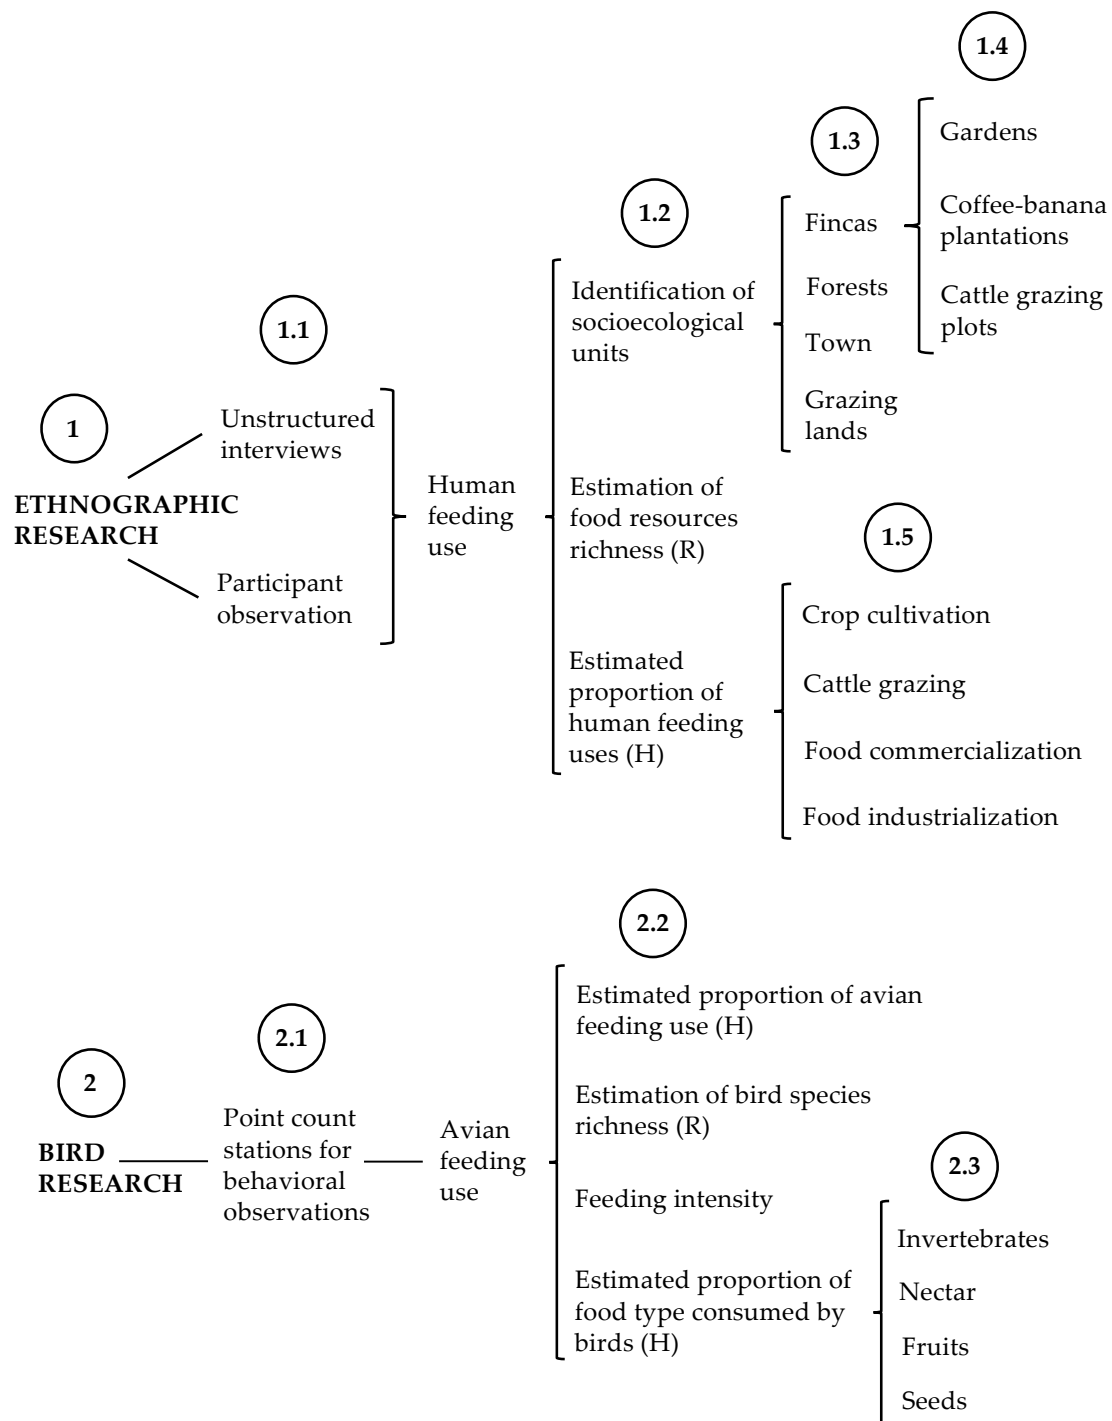 1
ETHNOGRAPHIC
RESEARCH
1.1
Unstructured
interviews
Participant
observation
Human
feeding
use
1.2
Identification of
socioecological
units
Estimation of
food resources
richness (R)
Estimated
proportion of
human feeding
uses (H)
1.3
Fincas
Forests
Town
Grazing
lands
1.4
Gardens
Coffee-banana
plantations
Cattle grazing
plots
1.5
Crop cultivation
Cattle grazing
Food commercialization
Food industrialization
2
BIRD
RESEARCH
2.1
Point count
stations for
behavioral
observations
Avian
feeding
use
2.2
Estimated proportion of avian
feeding use (H)
Estimation of bird species
richness (R)
Feeding intensity
Estimated proportion of
food type consumed by
birds (H)
2.3
Invertebrates
Nectar
Fruits
Seeds